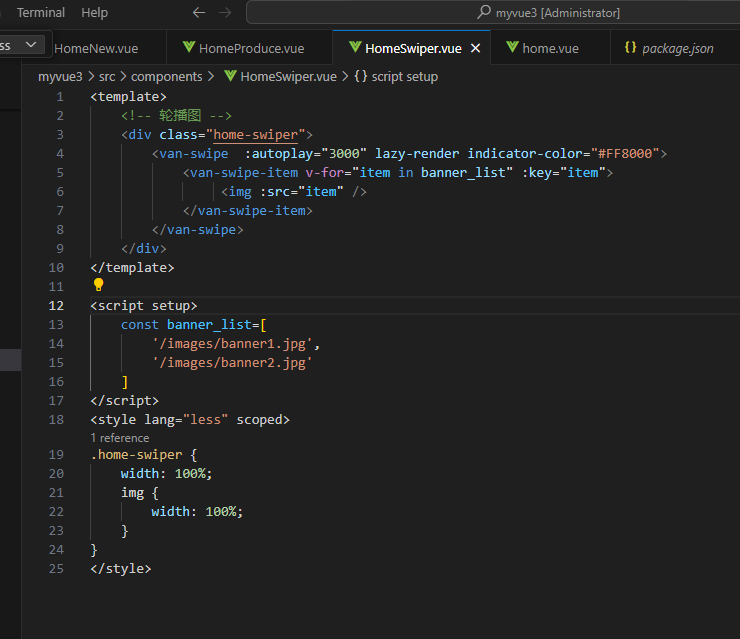 Terminal Help myvue3 [Administrator]
ss HomeNew.vue HomeProduce.vue HomeSwiper.vue home.vue {} package.json
myvue3 > src > components > HomeSwiper.vue > {} script setup
1 <template>
2 <!-- 轮播图 -->
3 <div class="home-swiper">
4 <van-swipe  :autoplay="3000" lazy-render indicator-color="#FF8000">
5 <van-swipe-item v-for="item in banner_list" :key="item">
6 <img :src="item" />
7 </van-swipe-item>
8 </van-swipe>
9 </div>
10 </template>
11
12 <script setup>
13 const banner_list=[
14 '/images/banner1.jpg',
15 '/images/banner2.jpg'
16 ]
17 </script>
18 <style lang="less" scoped>
1 reference
19 .home-swiper {
20 width: 100%;
21 img {
22 width: 100%;
23 }
24 }
25 </style>